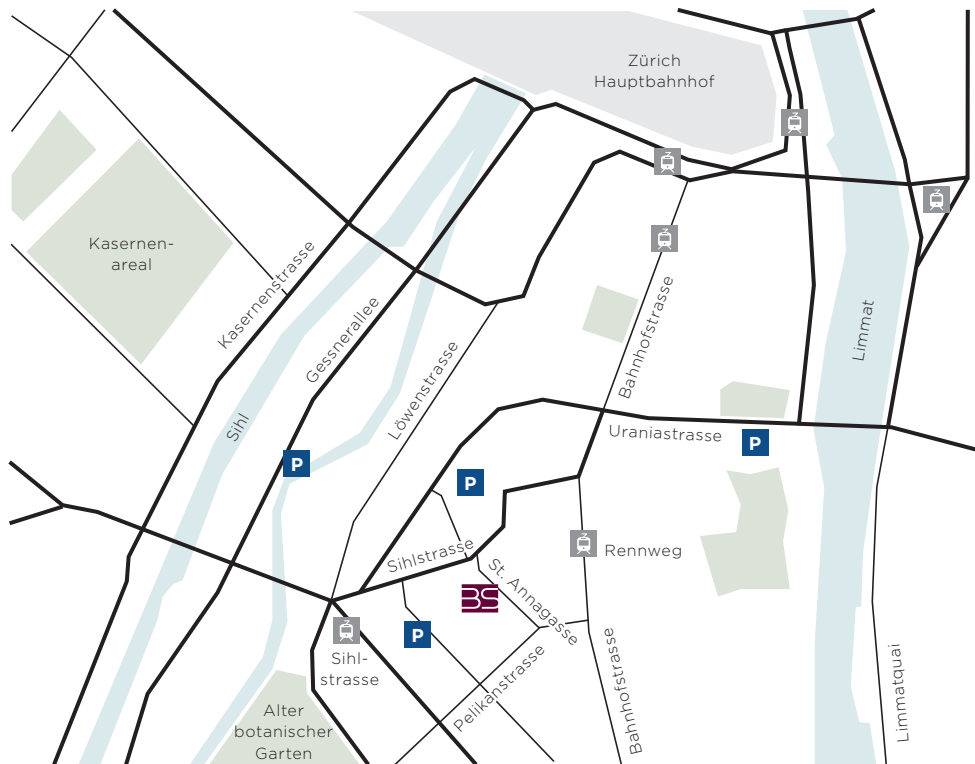 Zürich
Hauptbahnhof
Kasernen-
areal
Kasernenstrasse
Gessnerallee
Sihl
Löwenstrasse
Bahnhofstrasse
Limmat
Uraniastrasse
P
P
P
Sihlstrasse
Rennweg
St. Annagasse
BS
P
Sihl-
strasse
Pelikanstrasse
Bahnhofstrasse
Limmatquai
Alter
botanischer
Garten